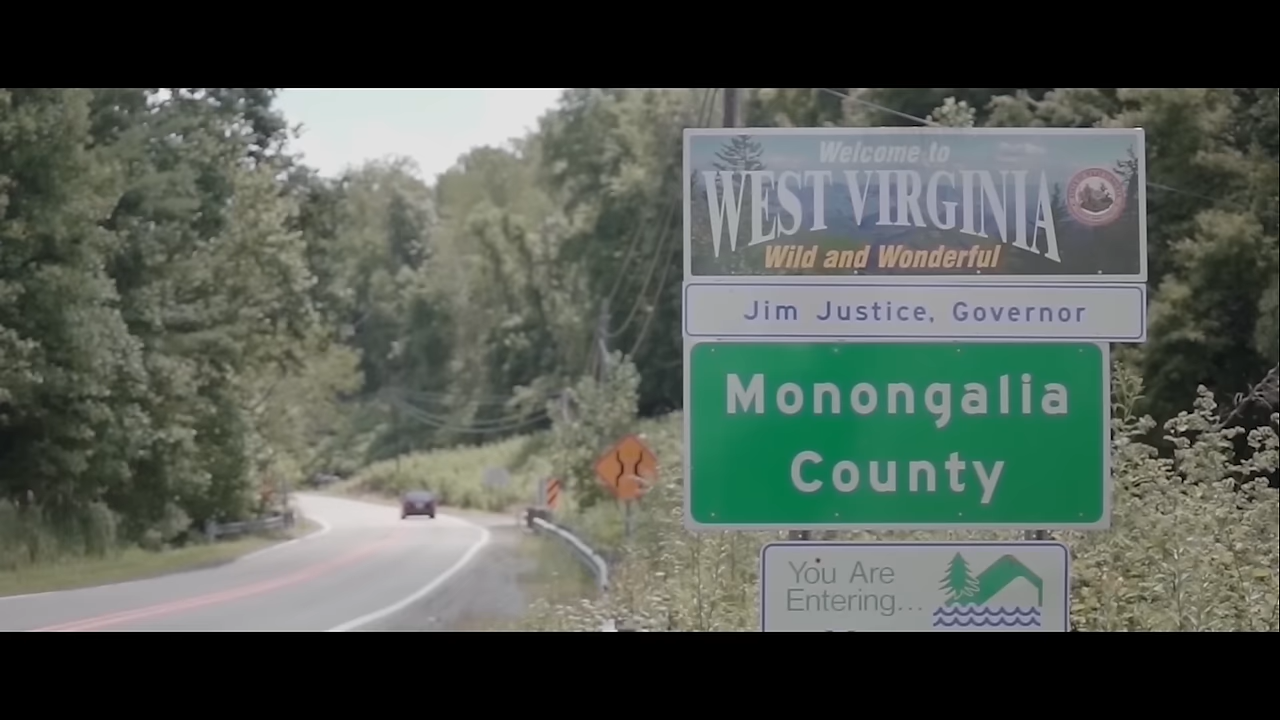 Welcome to
WEST VIRGINIA
Wild and Wonderful
Jim Justice, Governor
Monongalia
County
You Are
Entering...